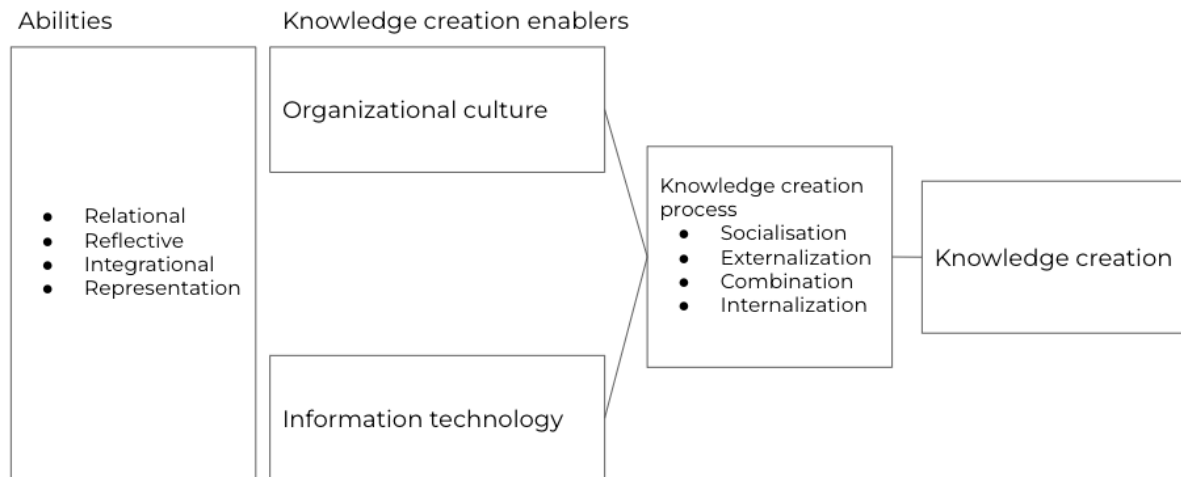 Abilities
Knowledge creation enablers
● Relational
● Reflective
● Integrational
● Representation
Organizational culture
Information technology
Knowledge creation
process
● Socialisation
● Externalization
● Combination
● Internalization
Knowledge creation